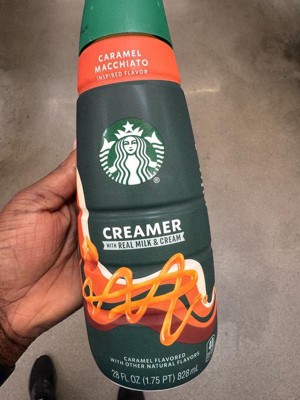 CARAMEL
MACCHIATO
INSPIRED FLAVOR
®
CREAMER
WITH REAL MILK & CREAM
CARAMEL FLAVORED
WITH OTHER NATURAL FLAVORS
28 FL OZ (1.75 PT) 828 mL